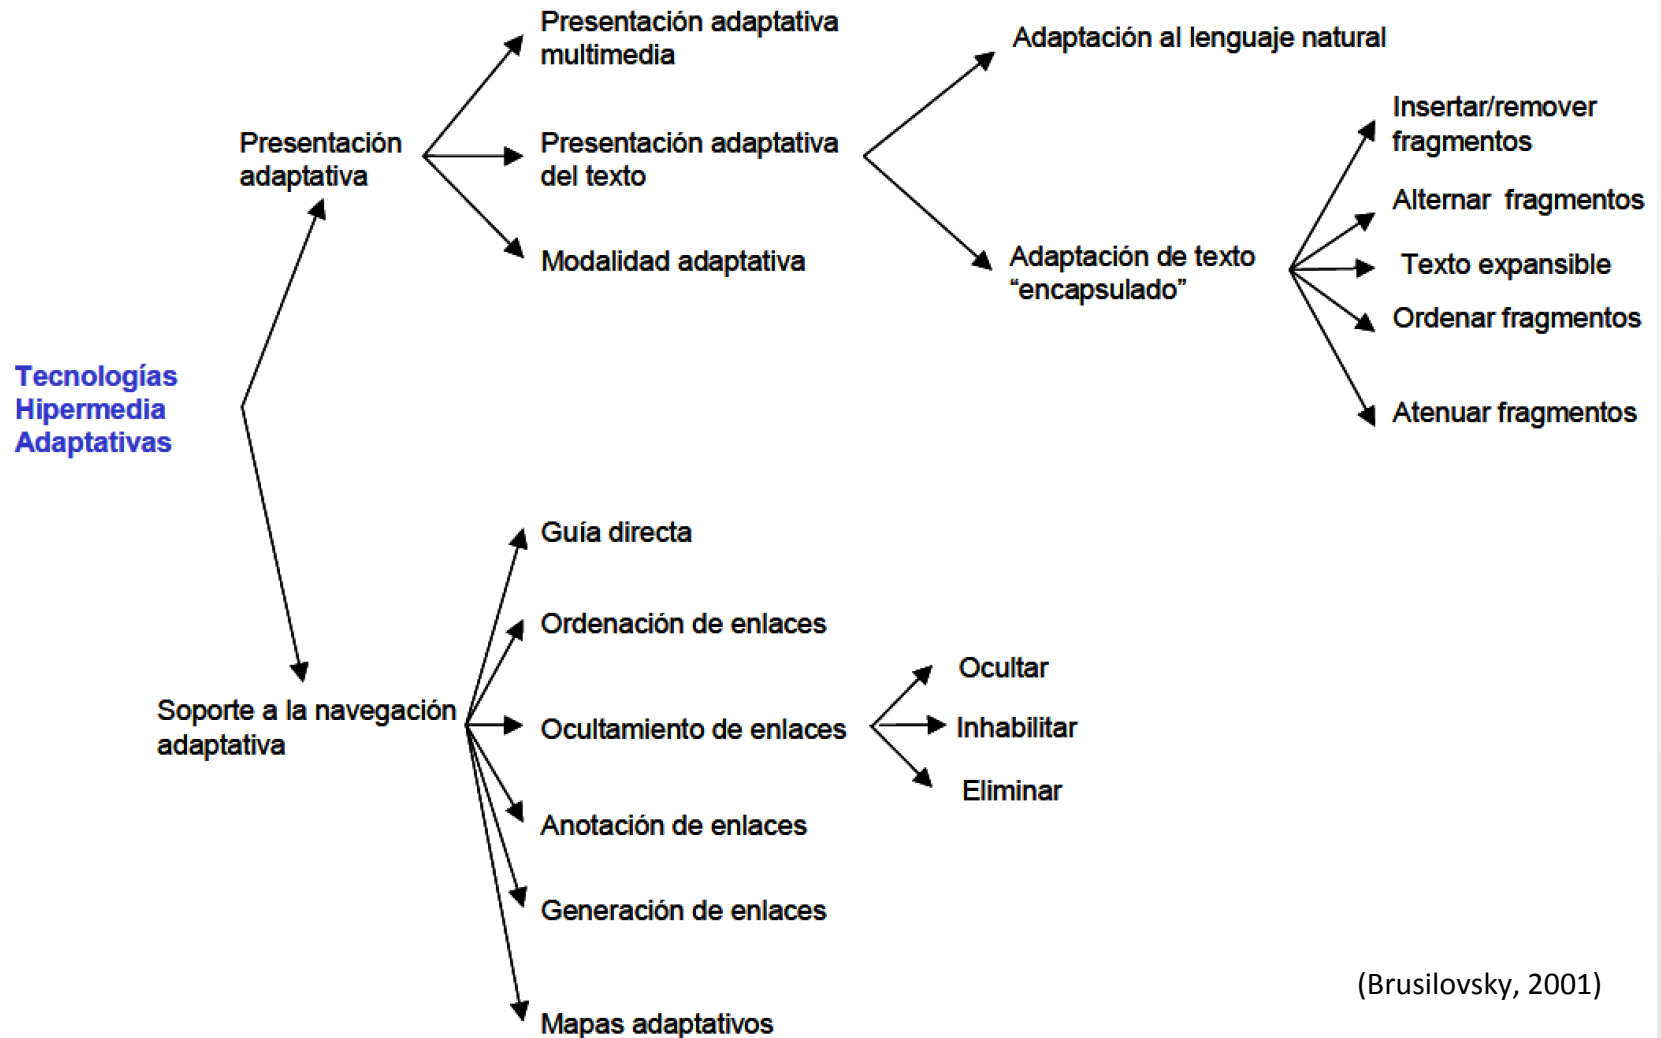 Tecnologías
Hipermedia
Adaptativas
Presentación
adaptativa
Presentación adaptativa
multimedia
Presentación adaptativa
del texto
Modalidad adaptativa
Adaptación al lenguaje natural
Adaptación de texto
“encapsulado”
Insertar/remover
fragmentos
Alternar fragmentos
Texto expansible
Ordenar fragmentos
Atenuar fragmentos
Soporte a la navegación
adaptativa
Guía directa
Ordenación de enlaces
Ocultamiento de enlaces
Ocultar
Inhabilitar
Eliminar
Anotación de enlaces
Generación de enlaces
Mapas adaptativos
(Brusilovsky, 2001)